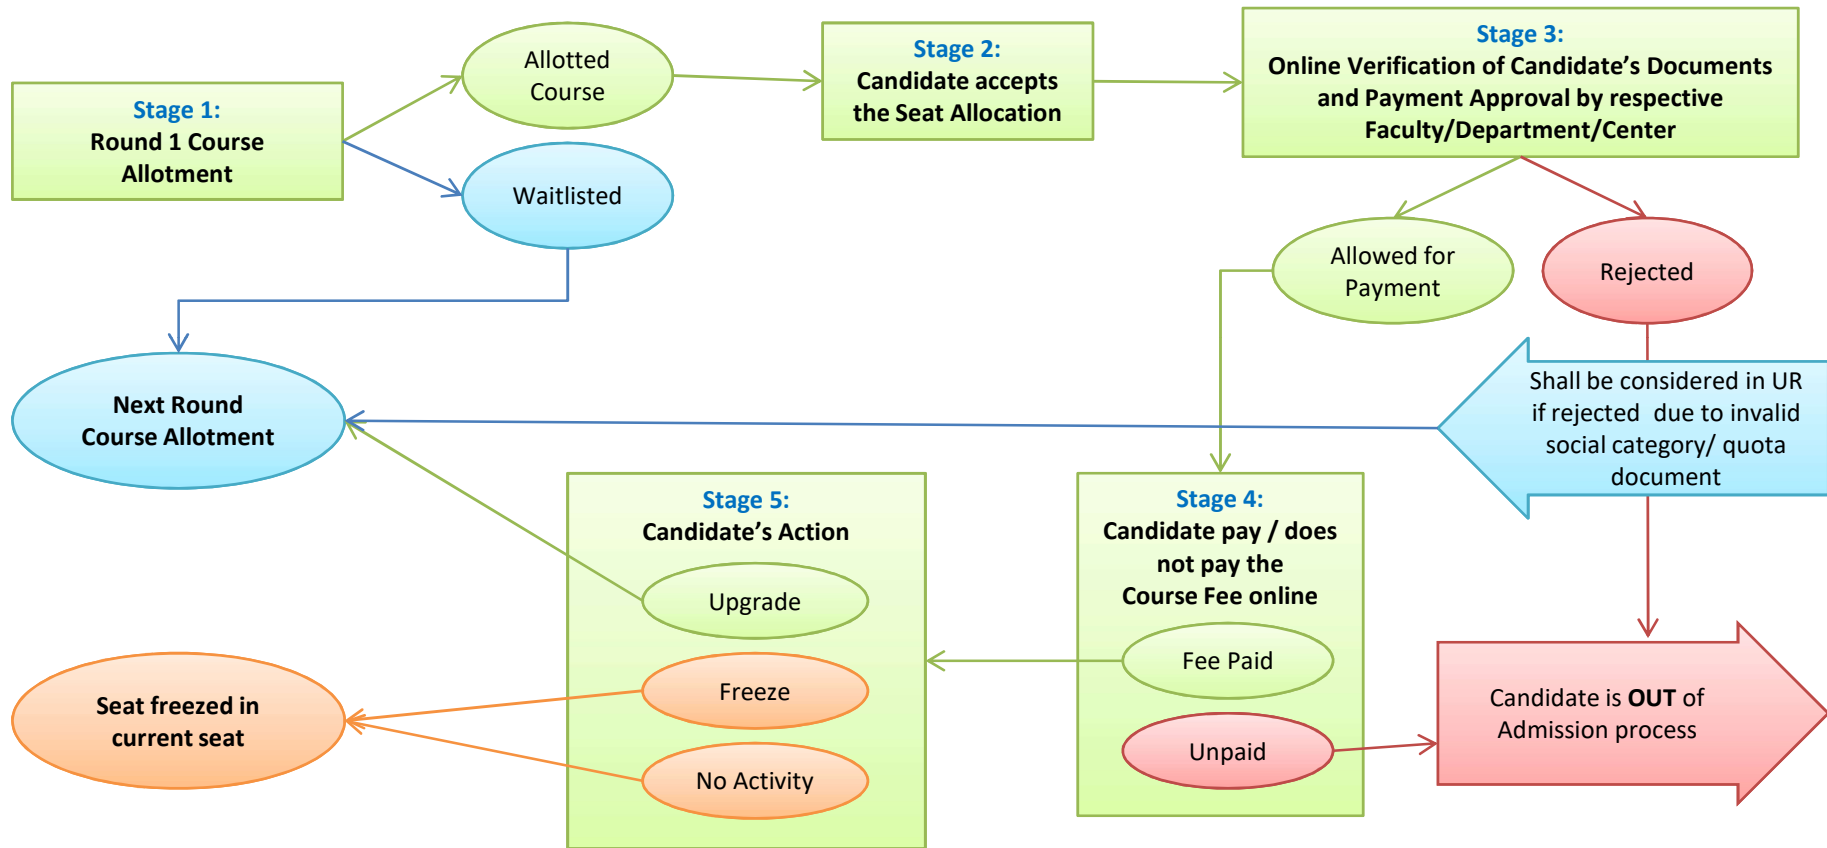 Stage 1:
Round 1 Course
Allotment
Allotted
Course
Waitlisted
Stage 2:
Candidate accepts
the Seat Allocation
Stage 3:
Online Verification of Candidate’s Documents
and Payment Approval by respective
Faculty/Department/Center
Allowed for
Payment
Rejected
Shall be considered in UR
if rejected due to invalid
social category/ quota
document
Next Round
Course Allotment
Stage 4:
Candidate pay / does
not pay the
Course Fee online
Fee Paid
Unpaid
Stage 5:
Candidate’s Action
Upgrade
Freeze
No Activity
Seat freezed in
current seat
Candidate is OUT of
Admission process